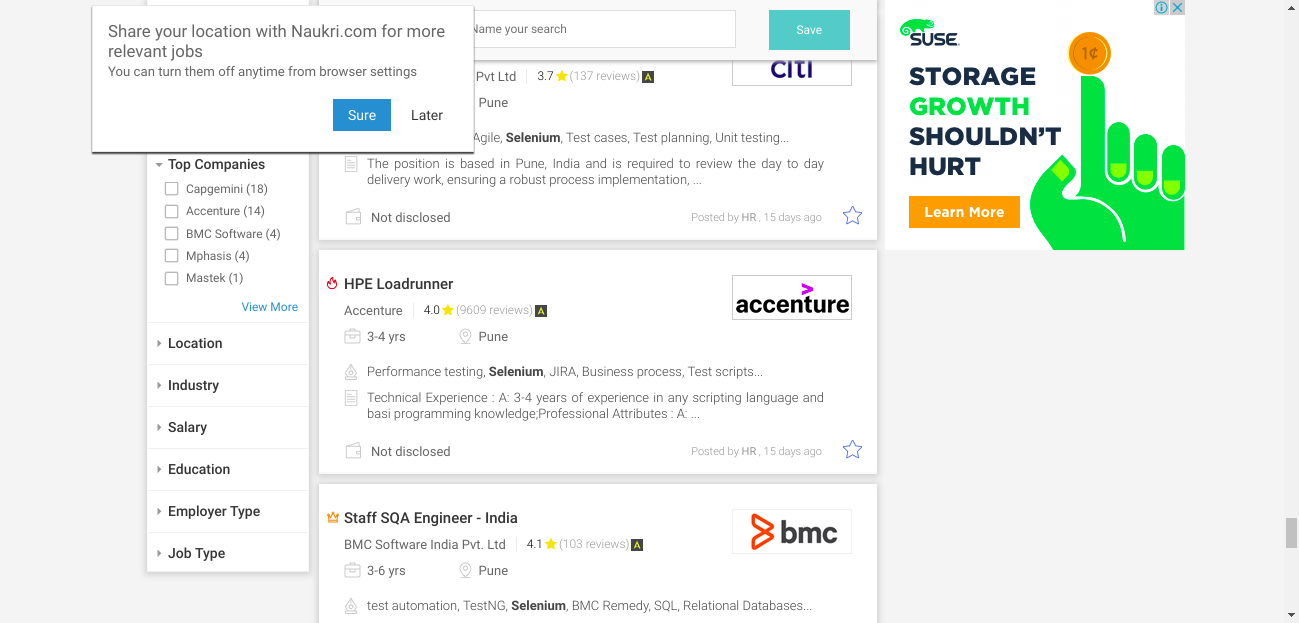 Share your location with Naukri.com for more
relevant jobs
You can turn them off anytime from browser settings
Sure
Later
Top Companies
Capgemini (18)
Accenture (14)
BMC Software (4)
Mphasis (4)
Mastek (1)
View More
Location
Industry
Salary
Education
Employer Type
Job Type
Name your search
Save
Pvt Ltd
3.7 (137 reviews) A
citi
Pune
Agile, Selenium, Test cases, Test planning, Unit testing...
The position is based in Pune, India and is required to review the day to day
delivery work, ensuring a robust process implementation, ...
Not disclosed
Posted by HR , 15 days ago
HPE Loadrunner
Accenture
4.0 (9609 reviews) A
accenture
3-4 yrs
Pune
Performance testing, Selenium, JIRA, Business process, Test scripts...
Technical Experience : A: 3-4 years of experience in any scripting language and
basi programming knowledge;Professional Attributes : A: ...
Not disclosed
Posted by HR , 15 days ago
Staff SQA Engineer - India
BMC Software India Pvt. Ltd
4.1 (103 reviews) A
bmc
3-6 yrs
Pune
test automation, TestNG, Selenium, BMC Remedy, SQL, Relational Databases...
SUSE
1¢
STORAGE
GROWTH
SHOULDN'T
HURT
Learn More